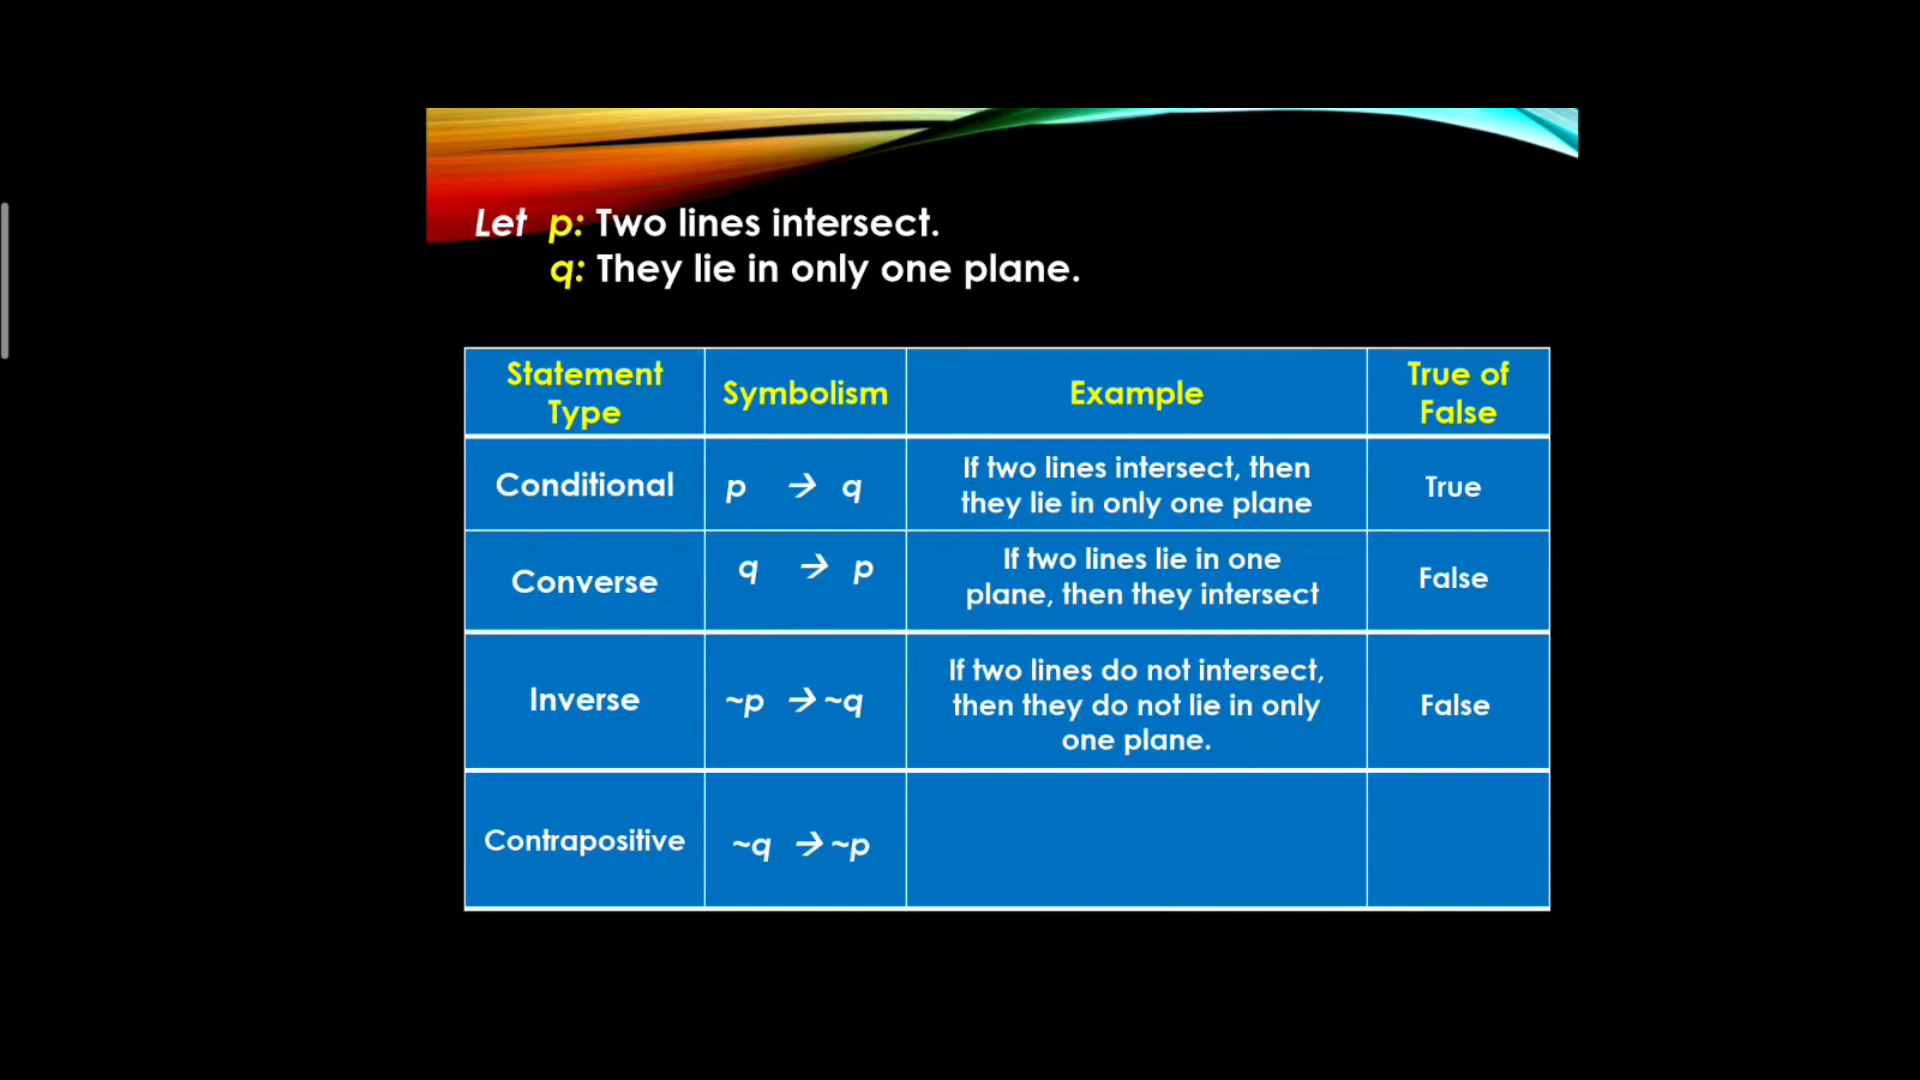 Let p: Two lines intersect.
q: They lie in only one plane.
Statement Type
Symbolism
Example
True of False
Conditional
p → q
If two lines intersect, then
they lie in only one plane
True
Converse
q → p
If two lines lie in one
plane, then they intersect
False
Inverse
~p → ~q
If two lines do not intersect,
then they do not lie in only
one plane.
False
Contrapositive
~q → ~p